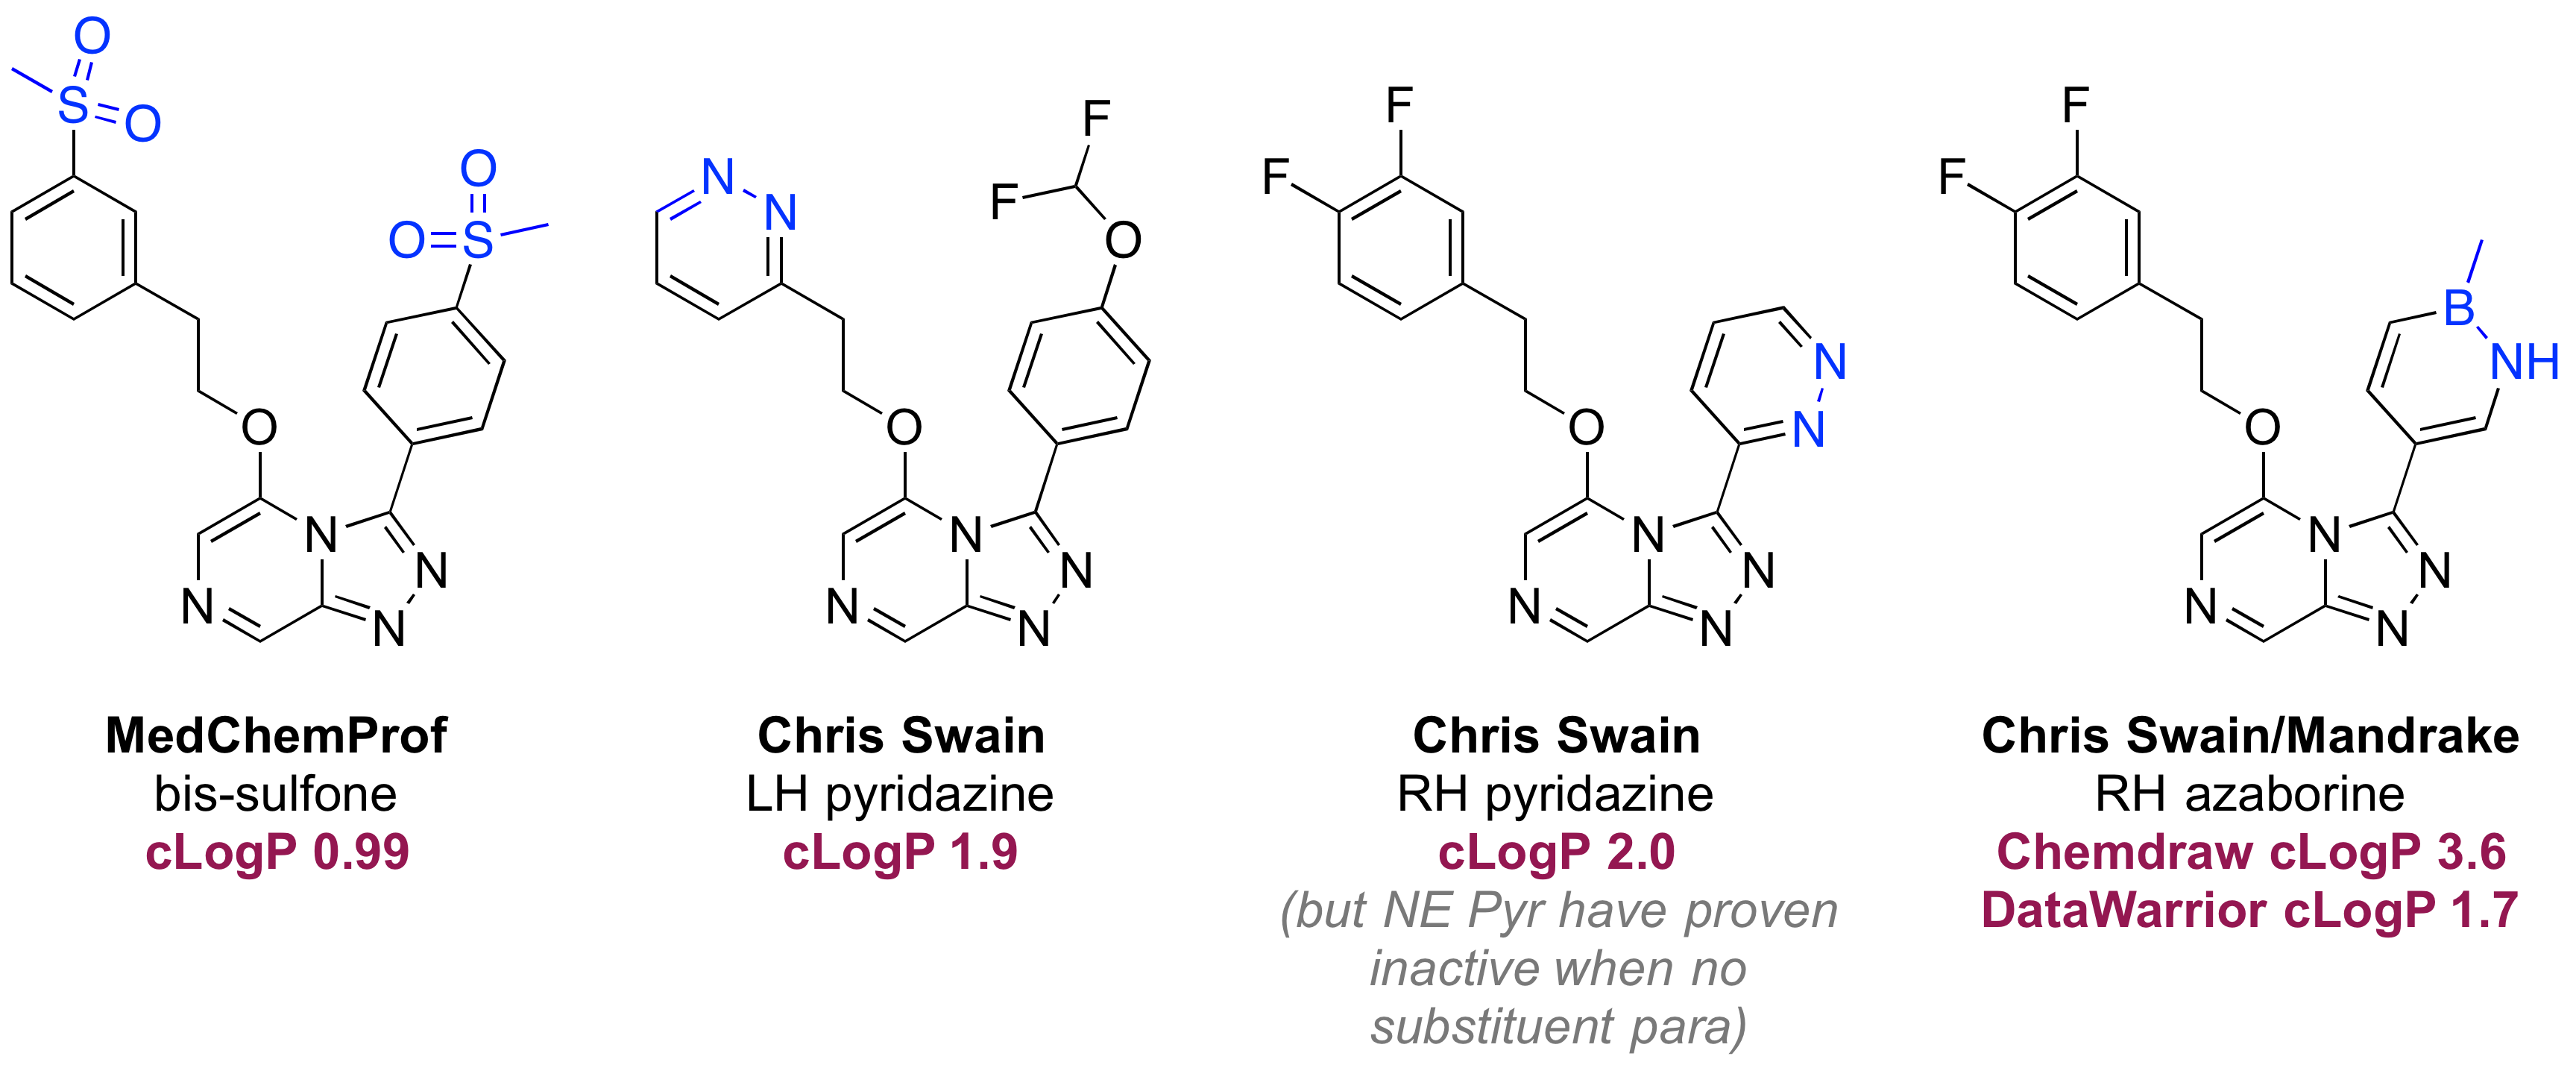 O
S
O
O
O
S
O
N
N
O
N
N
N
MedChemProf
bis-sulfone
cLogP 0.99
N
N
F
F
O
O
N
N
N
N
Chris Swain
LH pyridazine
cLogP 1.9
F
F
N
N
O
N
N
N
N
Chris Swain
RH pyridazine
cLogP 2.0
(but NE Pyr have proven
inactive when no
substituent para)
F
F
B
NH
O
N
N
N
N
Chris Swain/Mandrake
RH azaborine
Chemdraw cLogP 3.6
DataWarrior cLogP 1.7